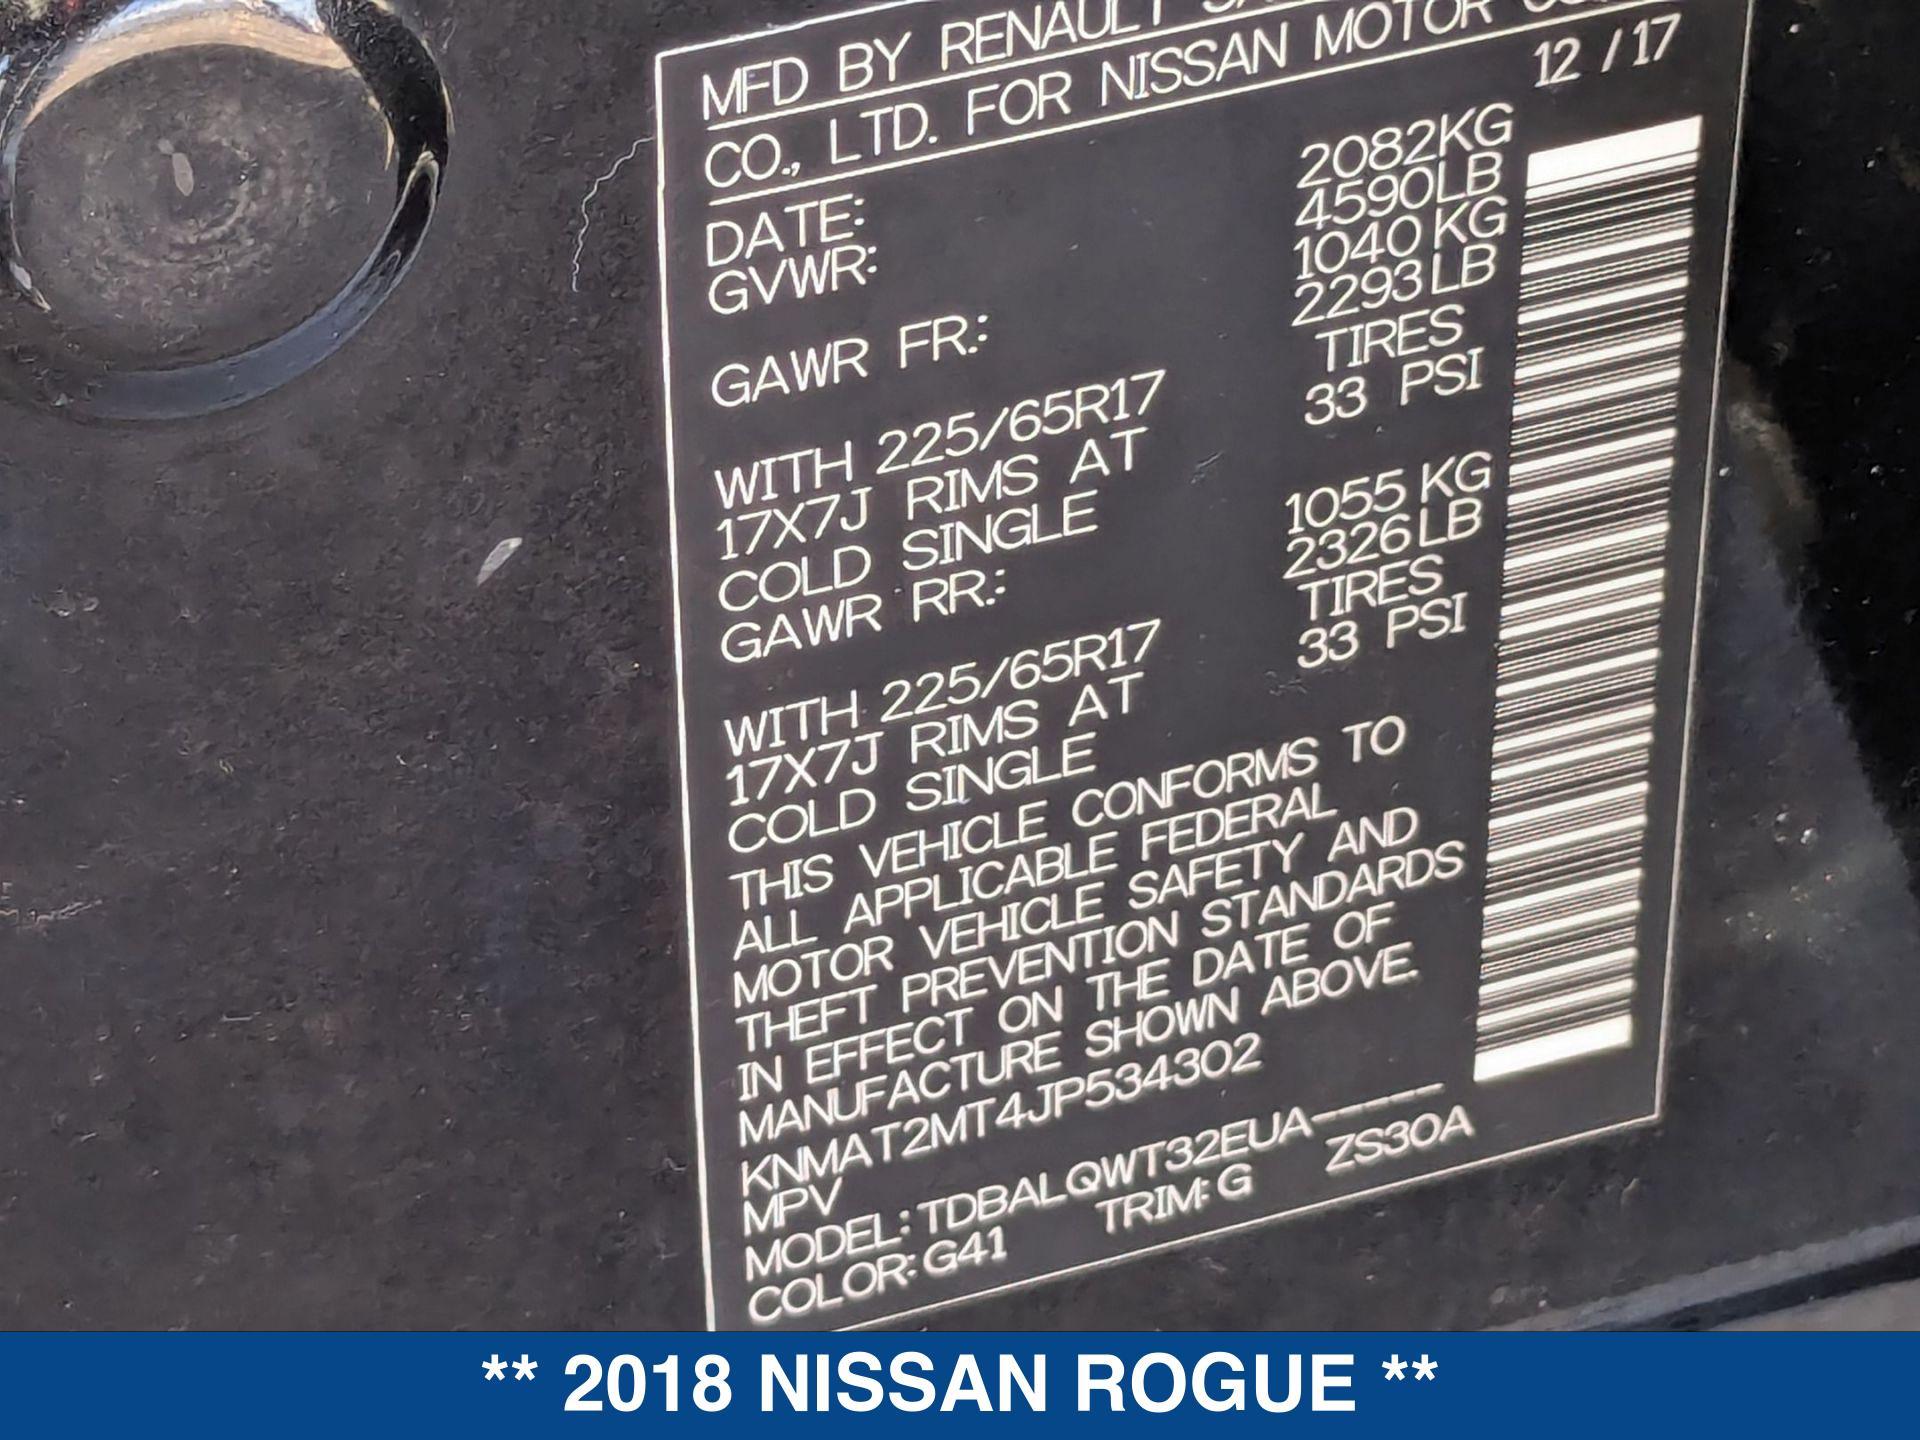 MFD BY RENAULT
CO., LTD. FOR NISSAN MOTOR
DATE: 12 / 17
GVWR: 2082KG
4590LB
GAWR FR.: 1040 KG
2293 LB
WITH 225/65R17 TIRES
17X7J RIMS AT 33 PSI
COLD SINGLE
GAWR RR.: 1055 KG
2326 LB
WITH 225/65R17 TIRES
17X7J RIMS AT 33 PSI
COLD SINGLE
THIS VEHICLE CONFORMS TO
ALL APPLICABLE FEDERAL
MOTOR VEHICLE SAFETY AND
THEFT PREVENTION STANDARDS
IN EFFECT ON THE DATE OF
MANUFACTURE SHOWN ABOVE.
KNMAT2MT4JP534302
MPV
MODEL: TDBALQWT32EUA-----
COLOR: G41 TRIM: G ZS30A
** 2018 NISSAN ROGUE **